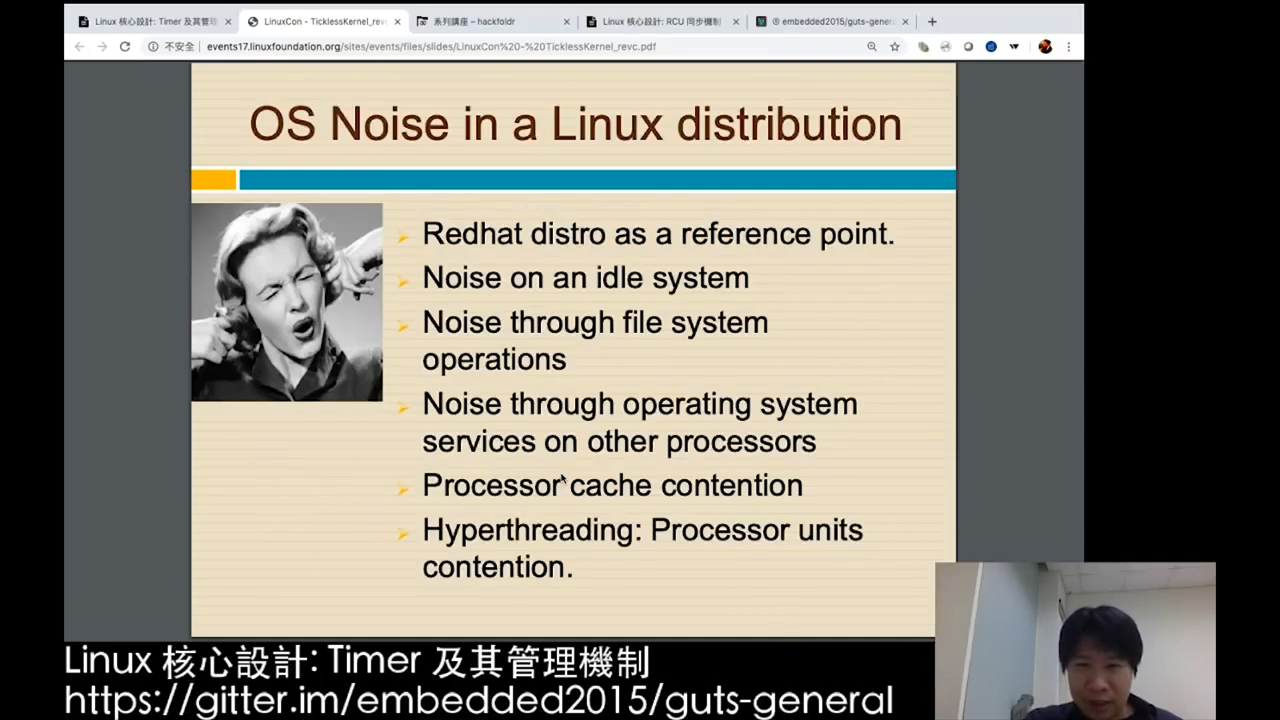 Linux 核心設計: Timer 及其管理
LinuxCon - TicklessKernel_revc
系列講座 – hackfoldr
Linux 核心設計: RCU 同步機制
embedded2015/guts-gener
不安全
events17.linuxfoundation.org/sites/events/files/slides/LinuxCon%20-%20TicklessKernel_revc.pdf
OS Noise in a Linux distribution
Redhat distro as a reference point.
Noise on an idle system
Noise through file system
operations
Noise through operating system
services on other processors
Processor cache contention
Hyperthreading: Processor units
contention.
Linux 核心設計: Timer 及其管理機制
https://gitter.im/embedded2015/guts-general